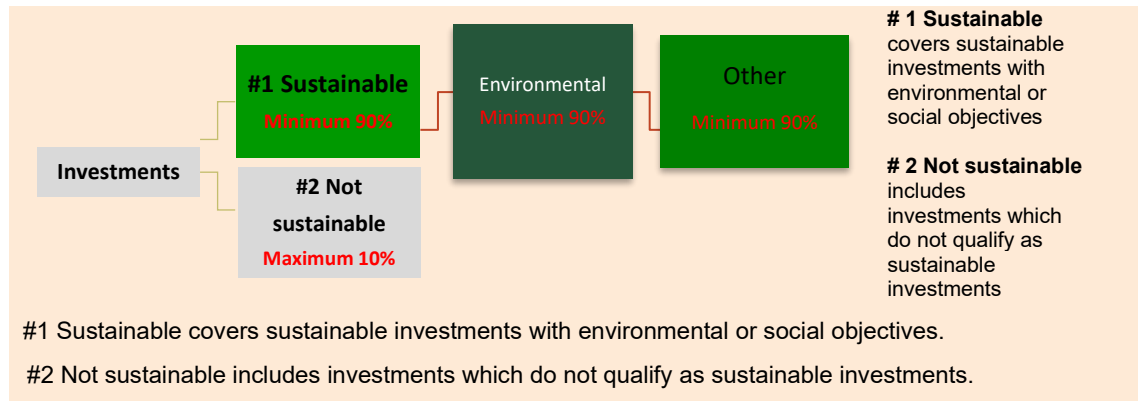 Investments
#1 Sustainable
Minimum 90%
#2 Not
sustainable
Maximum 10%
Environmental
Minimum 90%
Other
Minimum 90%
# 1 Sustainable
covers sustainable
investments with
environmental or
social objectives
# 2 Not sustainable
includes
investments which
do not qualify as
sustainable
investments
#1 Sustainable covers sustainable investments with environmental or social objectives.
#2 Not sustainable includes investments which do not qualify as sustainable investments.